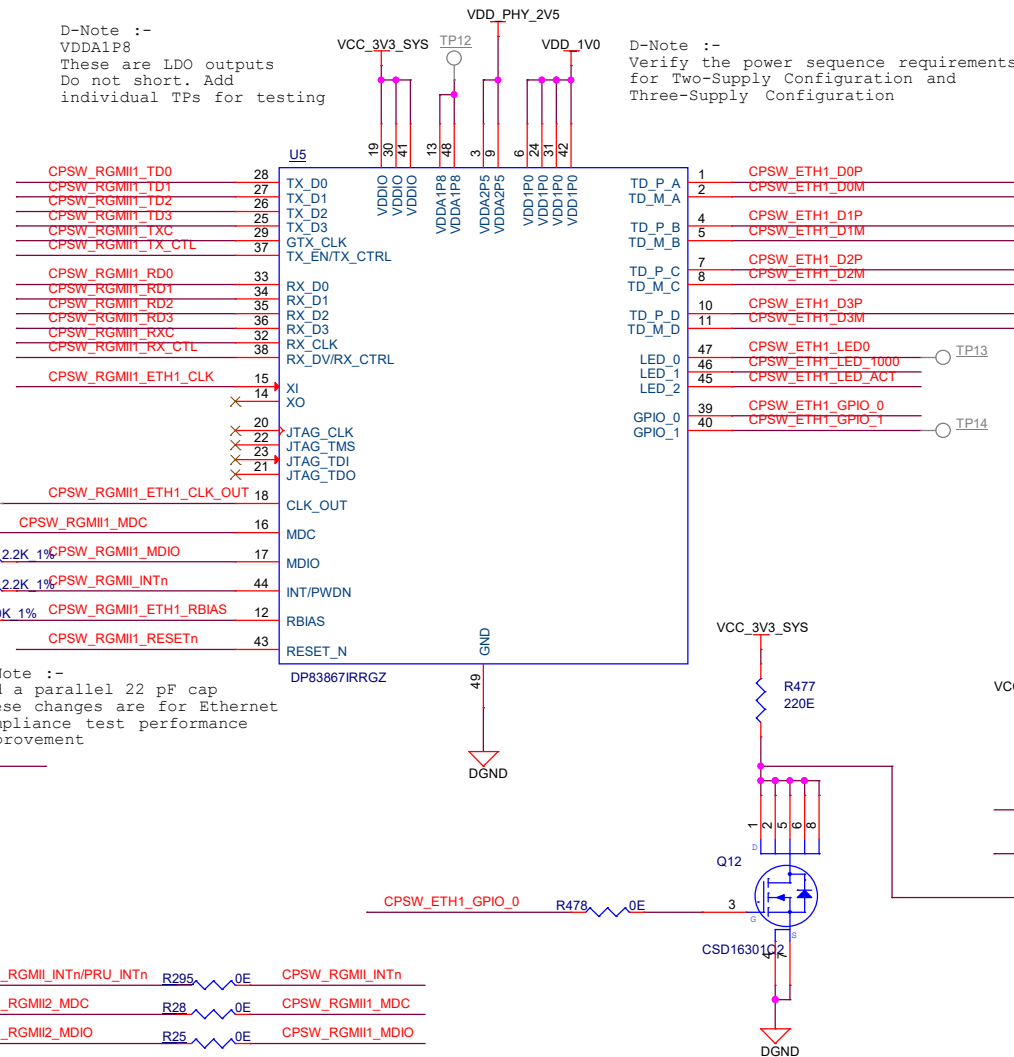 D-Note :-
VDDA1P8
These are LDO outputs
Do not short. Add
individual TPs for testing
VCC_3V3_SYS
TP12
VDD_PHY_2V5
VDD_1V0
D-Note :-
Verify the power sequence requirements
for Two-Supply Configuration and
Three-Supply Configuration
U5
19 30 41 13 48 3 9 6 24 31 42
VDDIO VDDIO VDDIO VDDA1P8 VDDA1P8 VDDA2P5 VDDA2P5 VDD1P0 VDD1P0 VDD1P0 VDD1P0
CPSW_RGMII1_TD0 28 TX_D0
CPSW_RGMII1_TD1 27 TX_D1
CPSW_RGMII1_TD2 26 TX_D2
CPSW_RGMII1_TD3 25 TX_D3
CPSW_RGMII1_TXC 29 GTX_CLK
CPSW_RGMII1_TX_CTL 37 TX_EN/TX_CTRL
CPSW_RGMII1_RD0 33 RX_D0
CPSW_RGMII1_RD1 34 RX_D1
CPSW_RGMII1_RD2 35 RX_D2
CPSW_RGMII1_RD3 36 RX_D3
CPSW_RGMII1_RXC 32 RX_CLK
CPSW_RGMII1_RX_CTL 38 RX_DV/RX_CTRL
CPSW_RGMII1_ETH1_CLK 15 XI
14 XO
20 JTAG_CLK
22 JTAG_TMS
23 JTAG_TDI
21 JTAG_TDO
CPSW_RGMII1_ETH1_CLK_OUT 18 CLK_OUT
CPSW_RGMII1_MDC 16 MDC
2.2K_1% CPSW_RGMII1_MDIO 17 MDIO
2.2K_1% CPSW_RGMII_INTn 44 INT/PWDN
0K_1% CPSW_RGMII1_ETH1_RBIAS 12 RBIAS
CPSW_RGMII1_RESETn 43 RESET_N
TD_P_A 1 CPSW_ETH1_D0P
TD_M_A 2 CPSW_ETH1_D0M
TD_P_B 4 CPSW_ETH1_D1P
TD_M_B 5 CPSW_ETH1_D1M
TD_P_C 7 CPSW_ETH1_D2P
TD_M_C 8 CPSW_ETH1_D2M
TD_P_D 10 CPSW_ETH1_D3P
TD_M_D 11 CPSW_ETH1_D3M
LED_0 47 CPSW_ETH1_LED0 TP13
LED_1 46 CPSW_ETH1_LED_1000
LED_2 45 CPSW_ETH1_LED_ACT
GPIO_0 39 CPSW_ETH1_GPIO_0
GPIO_1 40 CPSW_ETH1_GPIO_1 TP14
GND
49
DP83867IRRGZ
DGND
Note :-
a parallel 22 pF cap
ese changes are for Ethernet
mpliance test performance
provement
VCC_3V3_SYS
R477
220E
VCC
1 2 5 6 8
D
Q12
CPSW_ETH1_GPIO_0 R478 0E 3
G
S
CSD16301Q2
4 7
DGND
_RGMII_INTn/PRU_INTn R295 0E CPSW_RGMII_INTn
_RGMII2_MDC R28 0E CPSW_RGMII1_MDC
_RGMII2_MDIO R25 0E CPSW_RGMII1_MDIO